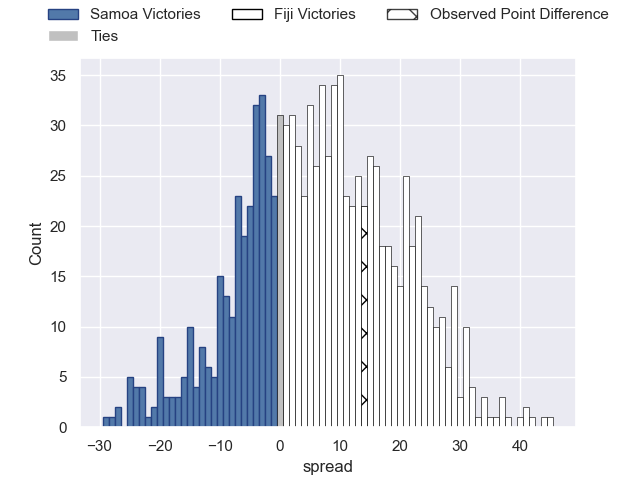 Samoa Victories Fiji Victories Observed Point Difference
Ties
35
30
25
20
15
10
5
0
Count
−30 −20 −10 0 10 20 30 40
spread